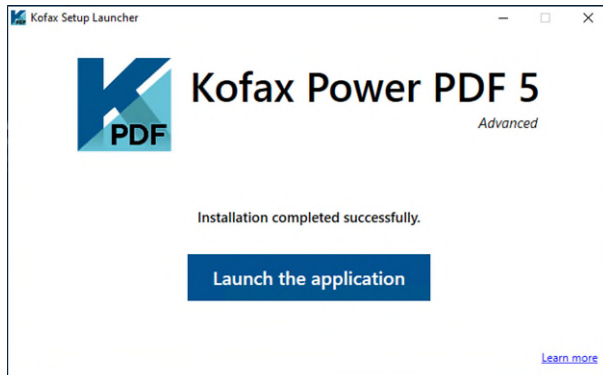 Kofax Setup Launcher
PDF
Kofax Power PDF 5
Advanced
Installation completed successfully.
Launch the application
Learn more